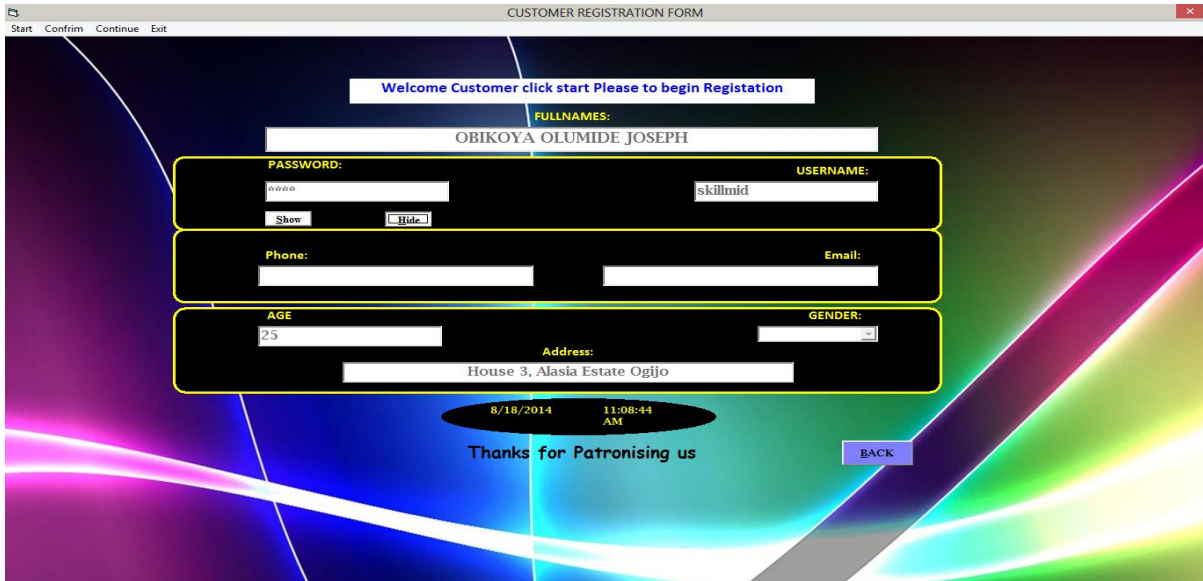 CUSTOMER REGISTRATION FORM
Start Confrim Continue Exit
Welcome Customer click start Please to begin Registation
FULLNAMES:
OBIKOYA OLUMIDE JOSEPH
PASSWORD:
USERNAME:
****
skillmid
Show Hide
Phone:
Email:
AGE
GENDER:
25
Address:
House 3, Alasia Estate Ogijo
8/18/2014 11:08:44
AM
Thanks for Patronising us
BACK